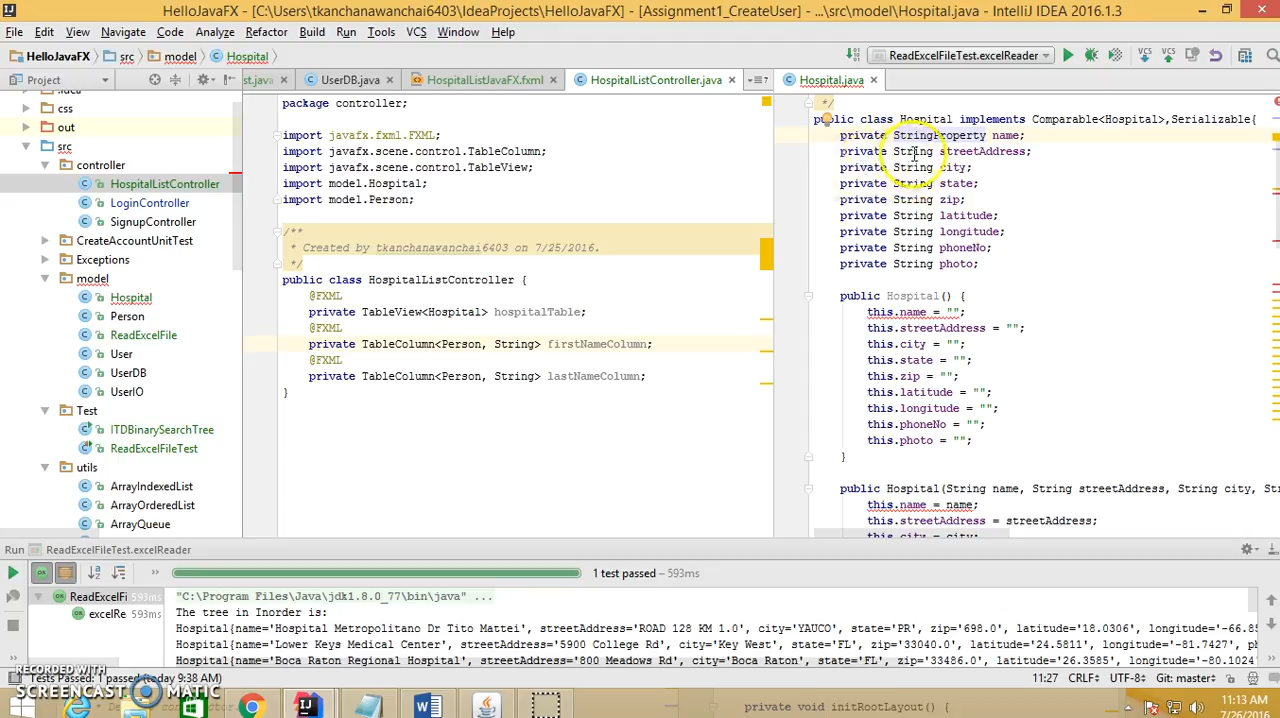 HelloJavaFX - [C:\Users\tkanchanawanchai6403\IdeaProjects\HelloJavaFX] - [Assignment1_CreateUser] - ...\src\model\Hospital.java - IntelliJ IDEA 2016.1.3
File Edit View Navigate Code Analyze Refactor Build Run Tools VCS Window Help
HelloJavaFX src model Hospital ReadExcelFileTest.excelReader VCS VCS
Project st.java UserDB.java HospitalListJavaFX.fxml HospitalListController.java Hospital.java
.idea
css
out
src
controller
HospitalListController
LoginController
SignupController
CreateAccountUnitTest
Exceptions
model
Hospital
Person
ReadExcelFile
User
UserDB
UserIO
Test
ITDBinarySearchTree
ReadExcelFileTest
utils
ArrayIndexedList
ArrayOrderedList
ArrayQueue
package controller;
import javafx.fxml.FXML;
import javafx.scene.control.TableColumn;
import javafx.scene.control.TableView;
import model.Hospital;
import model.Person;
/**
* Created by tkanchanawanchai6403 on 7/25/2016.
*/
public class HospitalListController {
@FXML
private TableView<Hospital> hospitalTable;
@FXML
private TableColumn<Person, String> firstNameColumn;
@FXML
private TableColumn<Person, String> lastNameColumn;
}
*/
public class Hospital implements Comparable<Hospital>,Serializable{
private StringProperty name;
private String streetAddress;
private String city;
private String state;
private String zip;
private String latitude;
private String longitude;
private String phoneNo;
private String photo;
public Hospital() {
this.name = "";
this.streetAddress = "";
this.city = "";
this.state = "";
this.zip = "";
this.latitude = "";
this.longitude = "";
this.phoneNo = "";
this.photo = "";
}
public Hospital(String name, String streetAddress, String city, St
this.name = name;
this.streetAddress = streetAddress;
this.city = city;
Run ReadExcelFileTest.excelReader
1 test passed - 593ms
ReadExcelFi 593ms
excelRe 593ms
"C:\Program Files\Java\jdk1.8.0_77\bin\java" ...
The tree in Inorder is:
Hospital{name='Hospital Metropolitano Dr Tito Mattei', streetAddress='ROAD 128 KM 1.0', city='YAUCO', state='PR', zip='698.0', latitude='18.0306', longitude='-66.85
Hospital{name='Lower Keys Medical Center', streetAddress='5900 College Rd', city='Key West', state='FL', zip='33040.0', latitude='24.5811', longitude='-81.7427', ph
Hospital{name='Boca Raton Regional Hospital', streetAddress='800 Meadows Rd', city='Boca Raton', state='FL', zip='33486.0', latitude='26.3585', longitude='-80.1024'
Tests Passed: 1 passed (today 9:38 AM) 11:27 CRLF UTF-8 Git: master
RECORDED WITH
SCREENCAST MATIC
private void initRootLayout() {
11:13 AM
7/26/2016